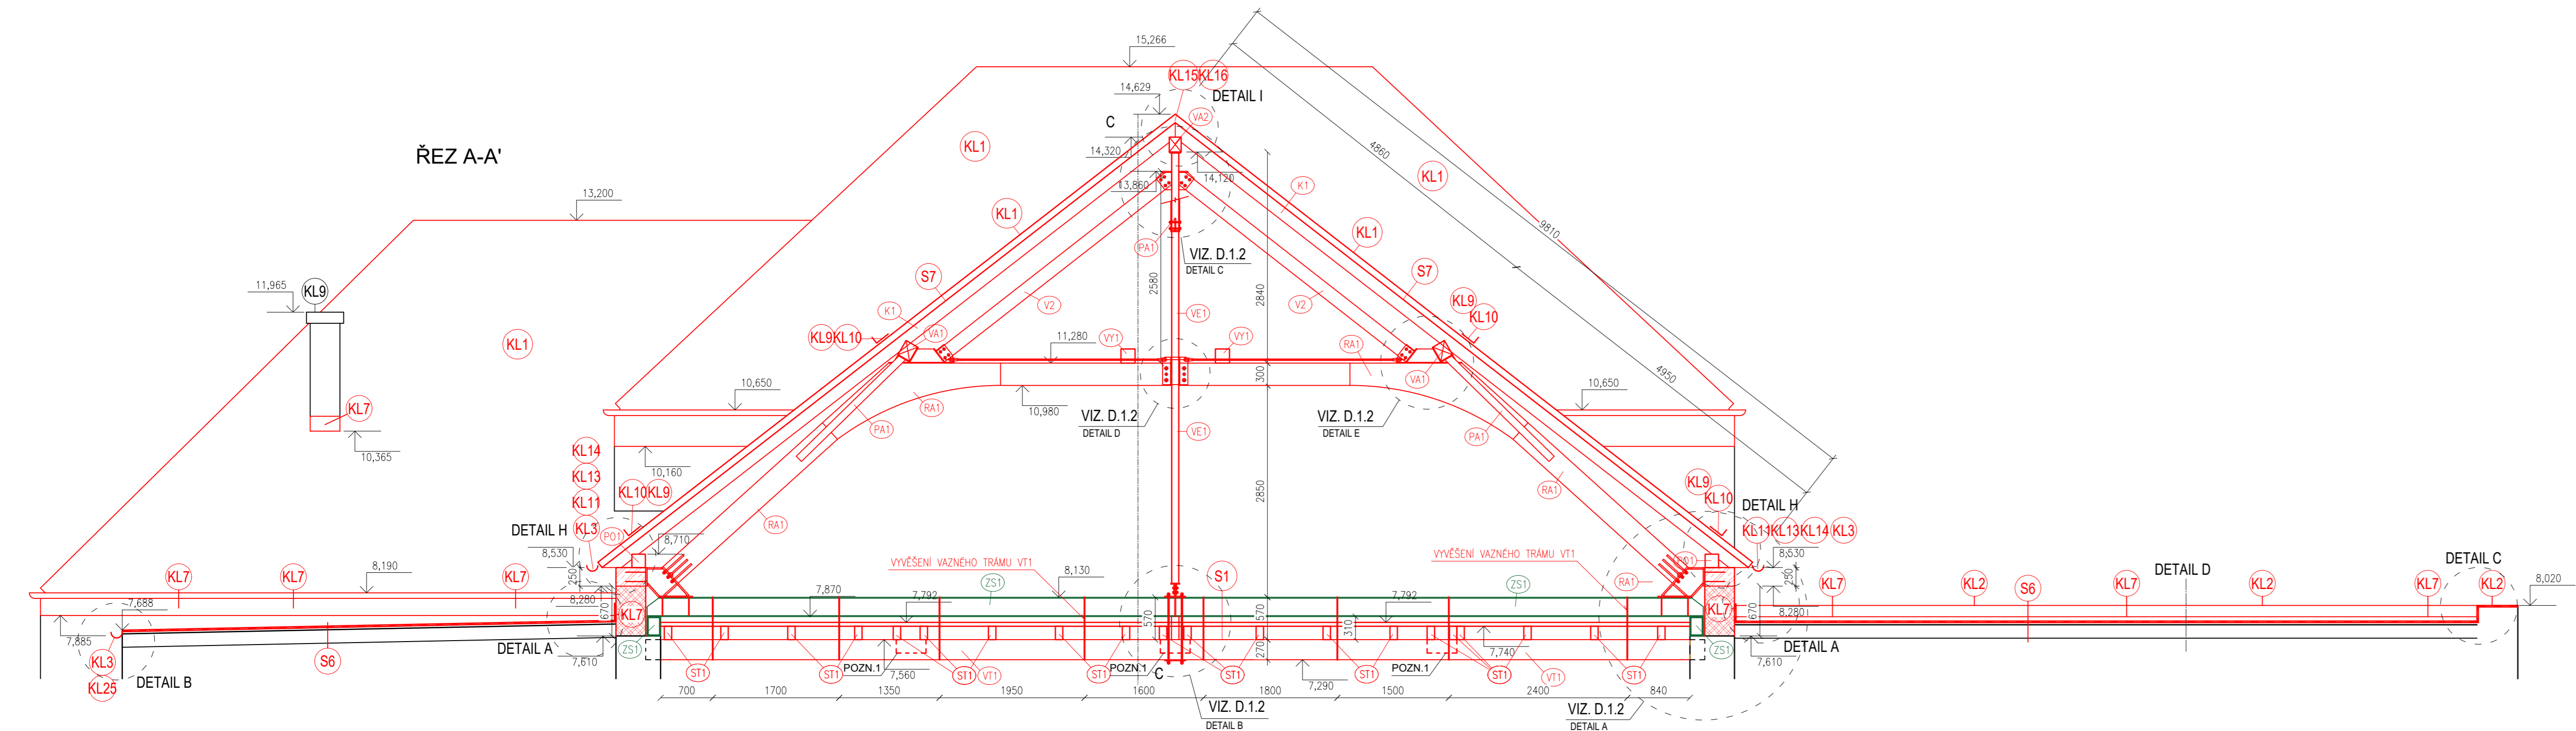 ŘEZ A-A'
15,266
KL15
KL16
DETAIL I
14,629
C
VA2
14,320
14,120
13,860
KL1
KL1
4860
9810
4950
K1
KL1
KL1
13,200
PA1
VIZ. D.1.2
DETAIL C
2580
2840
S7
S7
V2
V2
VE1
11,965
KL9
K1
VA1
KL9
KL10
KL9
KL10
VY1
VY1
11,280
RA1
VA1
300
KL1
KL7
10,365
10,650
10,650
10,980
RA1
PA1
PA1
VIZ. D.1.2
DETAIL D
VIZ. D.1.2
DETAIL E
VE1
10,160
KL14
KL13
KL11
KL3
KL10
KL9
2850
RA1
RA1
KL9
KL10
DETAIL H
DETAIL H
KL11
KL13
KL14
KL3
PO1
PO1
8,710
8,530
8,530
250
250
VYVĚŠENÍ VAZNÉHO TRÁMU VT1
VYVĚŠENÍ VAZNÉHO TRÁMU VT1
RA1
KL7
KL7
KL7
8,190
8,280
8,280
670
670
KL7
KL7
ZS1
ZS1
8,130
S1
7,870
7,792
7,792
570
570
310
270
KL7
KL2
S6
KL7
KL2
KL7
KL2
DETAIL D
DETAIL C
8,020
7,688
7,885
KL3
KL25
DETAIL B
S6
DETAIL A
DETAIL A
7,610
7,610
ZS1
ZS1
POZN.1
POZN.1
POZN.1
7,560
7,740
7,290
ST1
ST1
ST1
VT1
ST1
ST1
ST1
ST1
VT1
ST1
C
700
1700
1350
1950
1600
1800
1500
2400
840
VIZ. D.1.2
DETAIL B
VIZ. D.1.2
DETAIL A